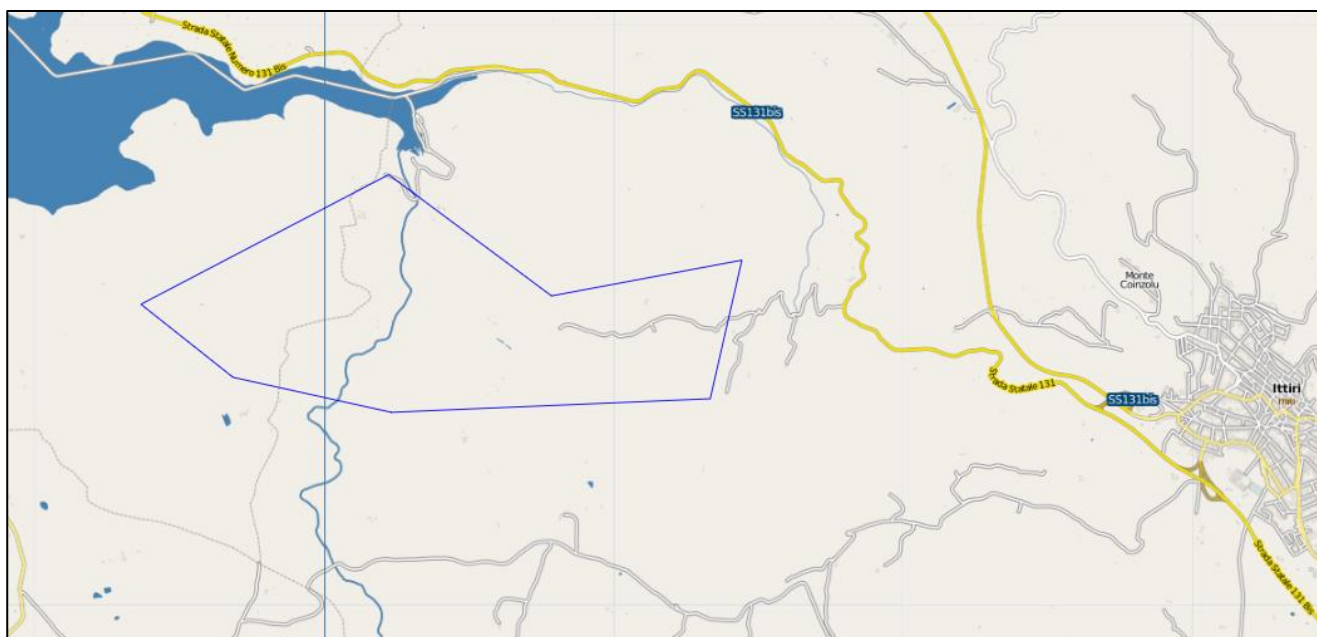 Strada Statale Numero 131 Bis
SS131bis
Monte
Coinzolu
Strada Statale 131
SS131bis
Ittiri
Strada Statale 131 Bis